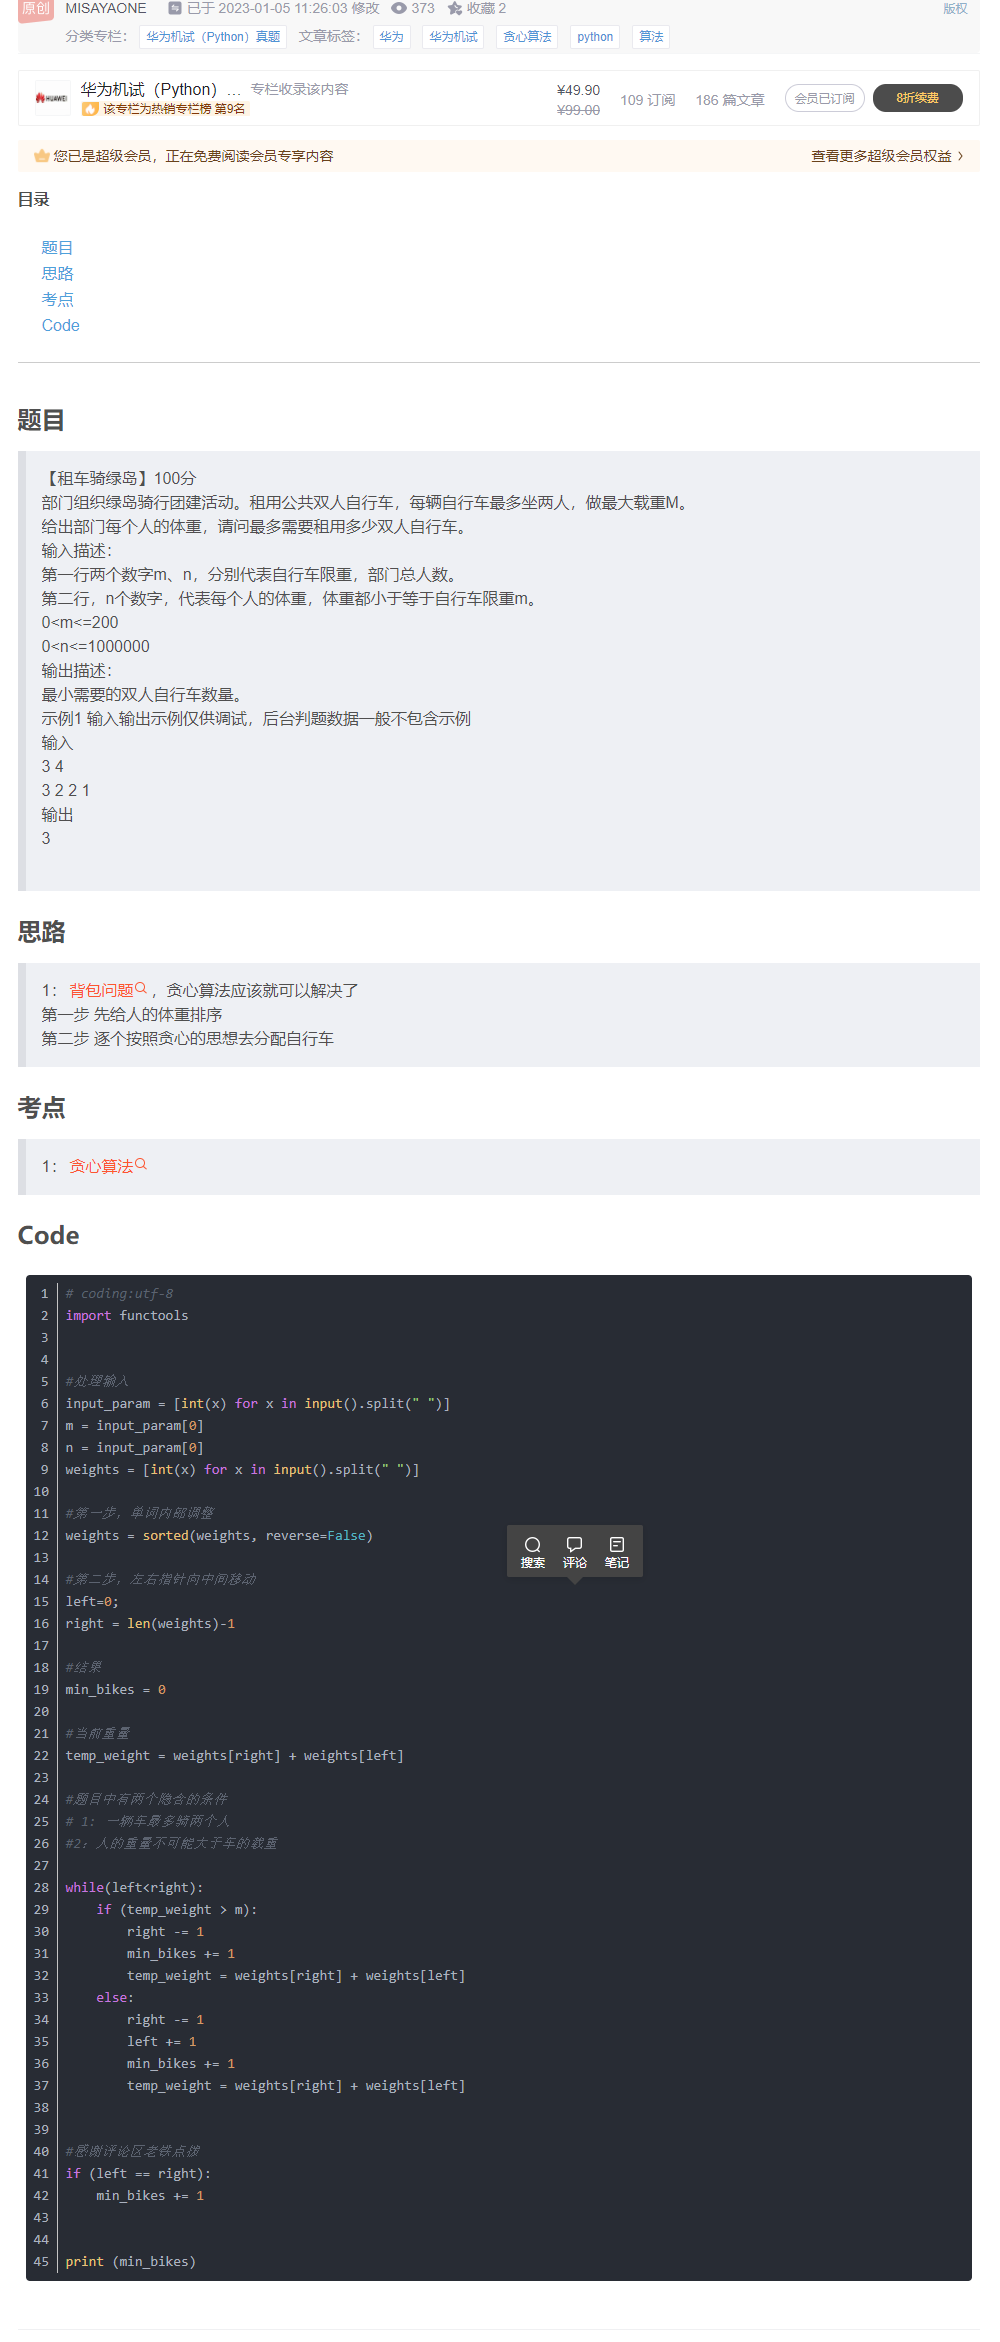 原创 MISAYAONE 已于 2023-01-05 11:26:03 修改 373 收藏 2 版权
分类专栏： 华为机试（Python）真题 文章标签： 华为 华为机试 贪心算法 python 算法
华为机试（Python）... 专栏收录该内容 ¥49.90 109 订阅 186 篇文章 会员已订阅 8折续费
该专栏为热销专栏榜 第9名 ¥99.00
您已是超级会员，正在免费阅读会员专享内容 查看更多超级会员权益 >
目录
题目
思路
考点
Code
题目
【租车骑绿岛】100分
部门组织绿岛骑行团建活动。租用公共双人自行车，每辆自行车最多坐两人，做最大载重M。
给出部门每个人的体重，请问最多需要租用多少双人自行车。
输入描述：
第一行两个数字m、n，分别代表自行车限重，部门总人数。
第二行，n个数字，代表每个人的体重，体重都小于等于自行车限重m。
0<m<=200
0<n<=1000000
输出描述：
最小需要的双人自行车数量。
示例1 输入输出示例仅供调试，后台判题数据一般不包含示例
输入
3 4
3 2 2 1
输出
3
思路
1：背包问题，贪心算法应该就可以解决了
第一步 先给人的体重排序
第二步 逐个按照贪心的思想去分配自行车
考点
1：贪心算法
Code
1 # coding:utf-8
2 import functools
3
4
5 #处理输入
6 input_param = [int(x) for x in input().split(" ")]
7 m = input_param[0]
8 n = input_param[0]
9 weights = [int(x) for x in input().split(" ")]
10
11 #第一步，单词内部调整
12 weights = sorted(weights, reverse=False)
搜索 评论 笔记
13
14 #第二步，左右指针向中间移动
15 left=0;
16 right = len(weights)-1
17
18 #结果
19 min_bikes = 0
20
21 #当前重量
22 temp_weight = weights[right] + weights[left]
23
24 #题目中有两个隐含的条件
25 # 1: 一辆车最多骑两个人
26 #2：人的重量不可能大于车的载重
27
28 while(left<right):
29     if (temp_weight > m):
30         right -= 1
31         min_bikes += 1
32         temp_weight = weights[right] + weights[left]
33     else:
34         right -= 1
35         left += 1
36         min_bikes += 1
37         temp_weight = weights[right] + weights[left]
38
39
40 #感谢评论区老铁点拨
41 if (left == right):
42     min_bikes += 1
43
44
45 print (min_bikes)